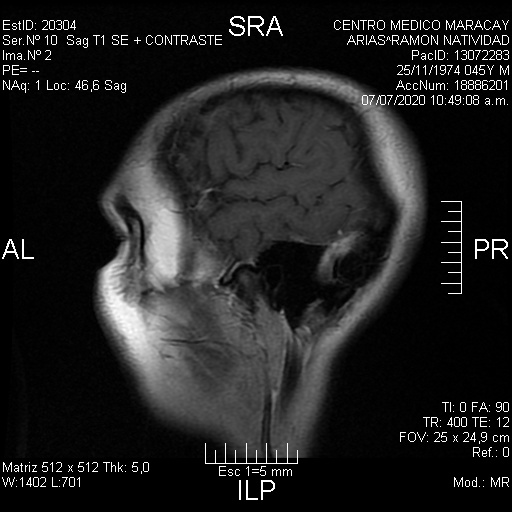 EstID: 20304
Ser.Nº 10 Sag T1 SE + CONTRASTE
Ima.Nº 2
PE= --
NAq: 1 Loc: 46,6 Sag
SRA
CENTRO MEDICO MARACAY
ARIAS^RAMON NATIVIDAD
PacID: 13072283
25/11/1974 045Y M
AccNum: 18886201
07/07/2020 10:49:08 a.m.
AL
PR
TI: 0 FA: 90
TR: 400 TE: 12
FOV: 25 x 24,9 cm
Ref.: 0
Matriz 512 x 512 Thk: 5,0
W:1402 L:701
Esc 1=5 mm
ILP
Mod.: MR